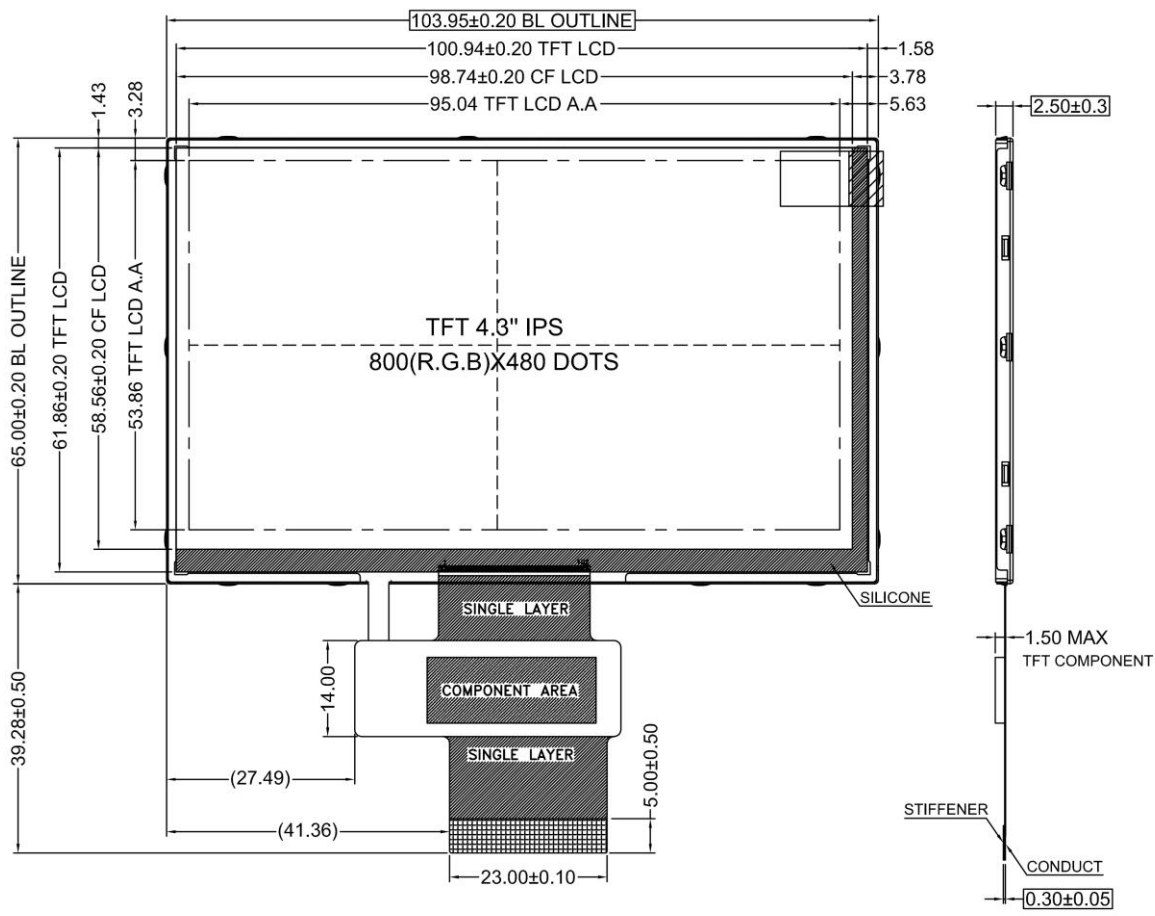 103.95±0.20 BL OUTLINE
100.94±0.20 TFT LCD
1.58
98.74±0.20 CF LCD
3.78
95.04 TFT LCD A.A
5.63
1.43
3.28
2.50±0.3
65.00±0.20 BL OUTLINE
61.86±0.20 TFT LCD
58.56±0.20 CF LCD
53.86 TFT LCD A.A
TFT 4.3" IPS
800(R.G.B)X480 DOTS
SILICONE
SINGLE LAYER
1.50 MAX
TFT COMPONENT
14.00
COMPONENT AREA
39.28±0.50
SINGLE LAYER
5.00±0.50
(27.49)
(41.36)
STIFFENER
CONDUCT
23.00±0.10
0.30±0.05